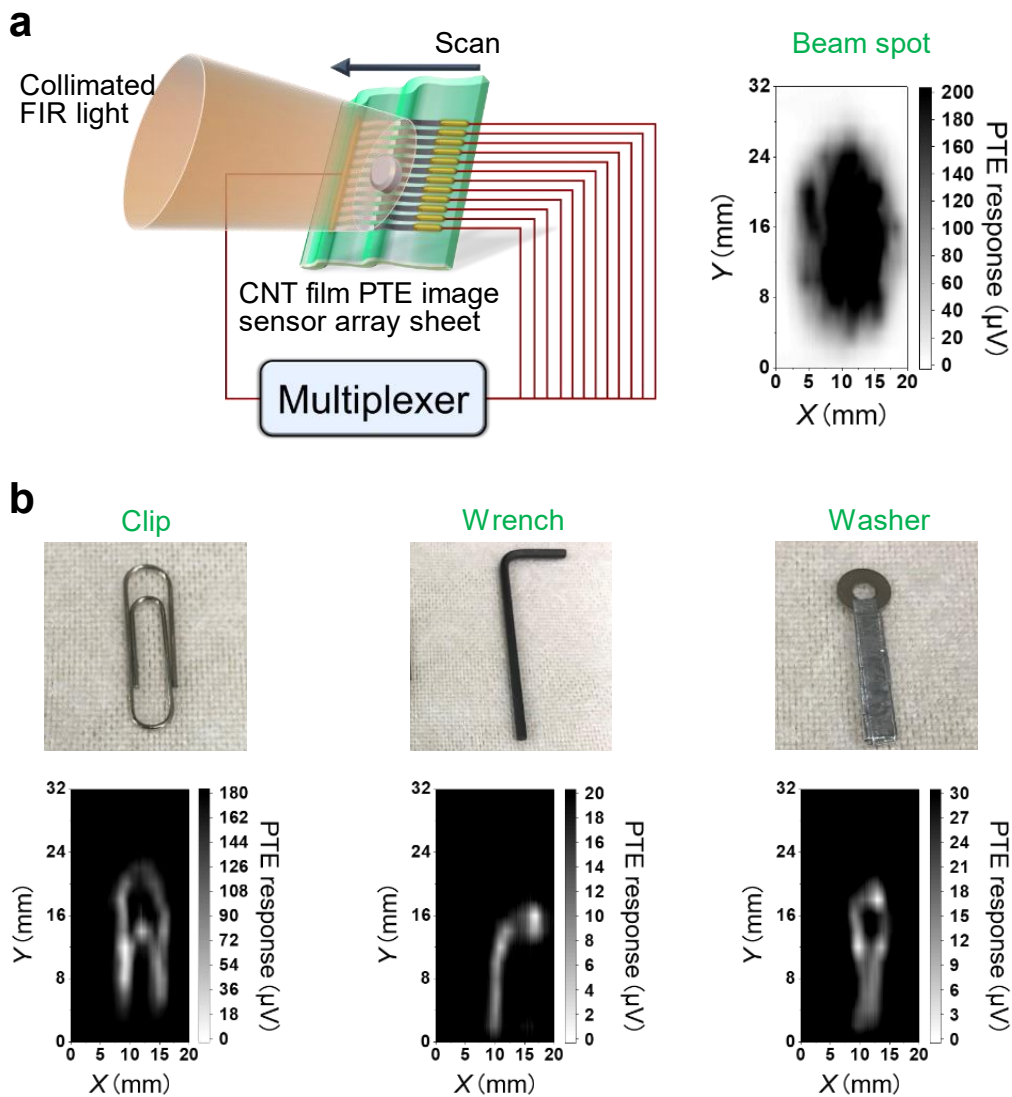 a
Scan
Collimated
FIR light
CNT film PTE image
sensor array sheet
Multiplexer
Beam spot
32
24
16
8
0
Y (mm)
0 5 10 15 20
X (mm)
200
180
160
140
120
100
80
60
40
20
0
PTE response (μV)
b
Clip
Wrench
Washer
32
24
16
8
0
Y (mm)
0 5 10 15 20
X (mm)
180
162
144
126
108
90
72
54
36
18
0
PTE response (μV)
32
24
16
8
0
Y (mm)
0 5 10 15 20
X (mm)
20
18
16
14
12
10
8
6
4
2
0
PTE response (μV)
32
24
16
8
0
Y (mm)
0 5 10 15 20
X (mm)
30
27
24
21
18
15
12
9
6
3
0
PTE response (μV)